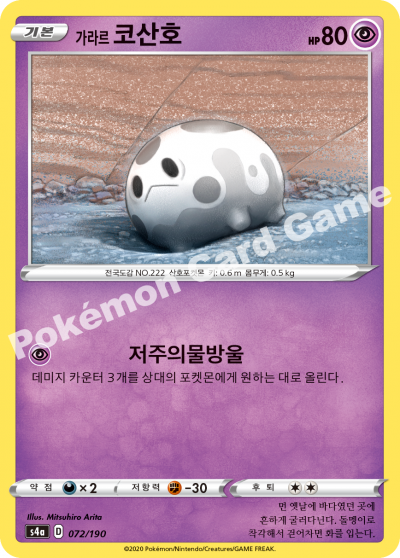 기본 가라르 코산호 HP 80
전국도감 NO.222 산호포켓몬 키: 0.6 m 몸무게: 0.5 kg
Pokémon Card Game
저주의물방울
데미지 카운터 3개를 상대의 포켓몬에게 원하는 대로 올린다.
약점 ×2 저항력 -30 후퇴
Illus. Mitsuhiro Arita
s4a D 072/190
먼 옛날에 바다였던 곳에
흔하게 굴러다닌다. 돌멩이로
착각해서 걷어차면 화를 입는다.
©2020 Pokémon/Nintendo/Creatures/GAME FREAK.